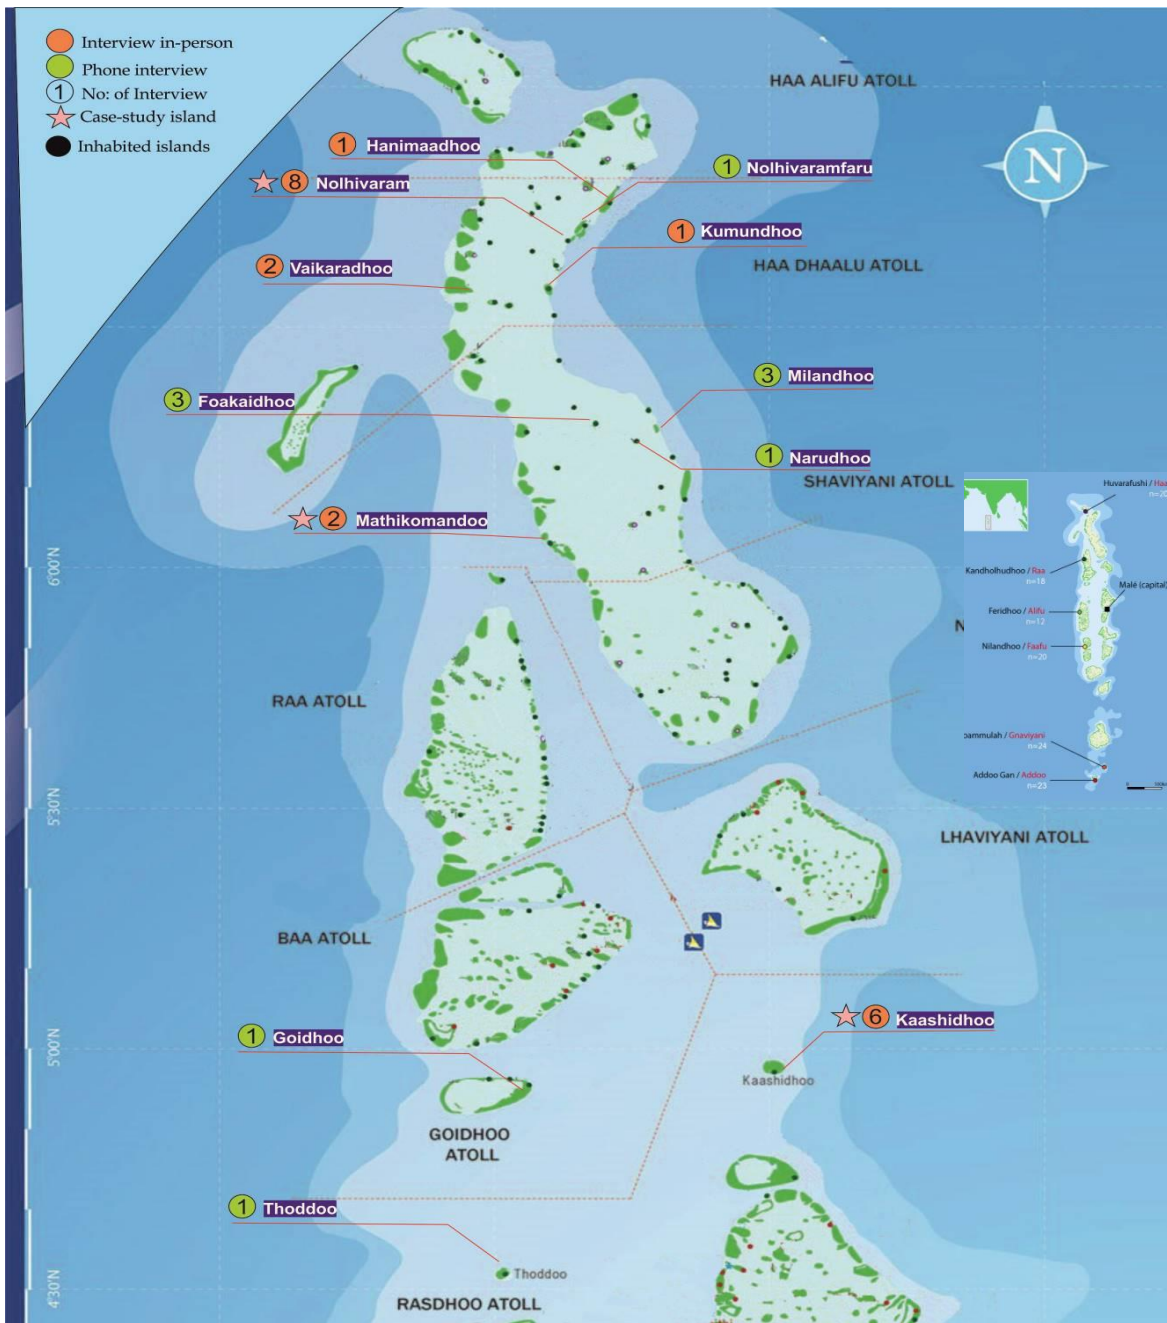 Interview in-person
Phone interview
1 No: of Interview
Case-study island
Inhabited islands
HAA ALIFU ATOLL
1 Hanimaadhoo
1 Nolhivaramfaru
8 Nolhivaram
N
1 Kumundhoo
2 Vaikaradhoo
HAA DHAALU ATOLL
3 Milandhoo
3 Foakaidhoo
1 Narudhoo
SHAVIYANI ATOLL
2 Mathikomandoo
6°00'N
N
RAA ATOLL
5°30'N
LHAVIYANI ATOLL
BAA ATOLL
6 Kaashidhoo
1 Goidhoo
5°00'N
Kaashidhoo
GOIDHOO
ATOLL
1 Thoddoo
Thoddoo
4°30'N
RASDHOO ATOLL
Huvarafushi / Haa
n=20
Kandholhudhoo / Raa
n=18
Malé (capital)
Feridhoo / Alifu
n=12
Nilandhoo / Faafu
n=20
pammulah / Gnaviyani
n=24
Addoo Gan / Addoo
n=23
0